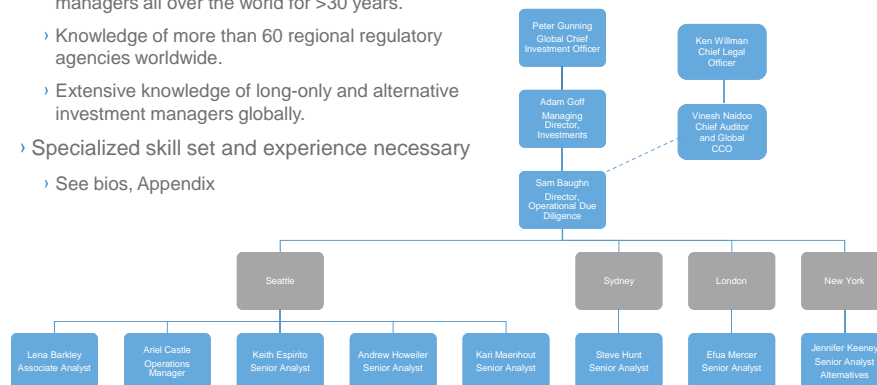 managers all over the world for >30 years.
› Knowledge of more than 60 regional regulatory
agencies worldwide.
› Extensive knowledge of long-only and alternative
investment managers globally.
› Specialized skill set and experience necessary
› See bios, Appendix
Peter Gunning
Global Chief
Investment Officer
Ken Willman
Chief Legal
Officer
Adam Goff
Managing
Director,
Investments
Vinesh Naidoo
Chief Auditor
and Global
CCO
Sam Baughn
Director,
Operational Due
Diligence
Seattle
Sydney
London
New York
Lena Barkley
Associate Analyst
Ariel Castle
Operations
Manager
Keith Espirito
Senior Analyst
Andrew Howeiler
Senior Analyst
Kari Maenhout
Senior Analyst
Steve Hunt
Senior Analyst
Efua Mercer
Senior Analyst
Jennifer Keeney
Senior Analyst
Alternatives